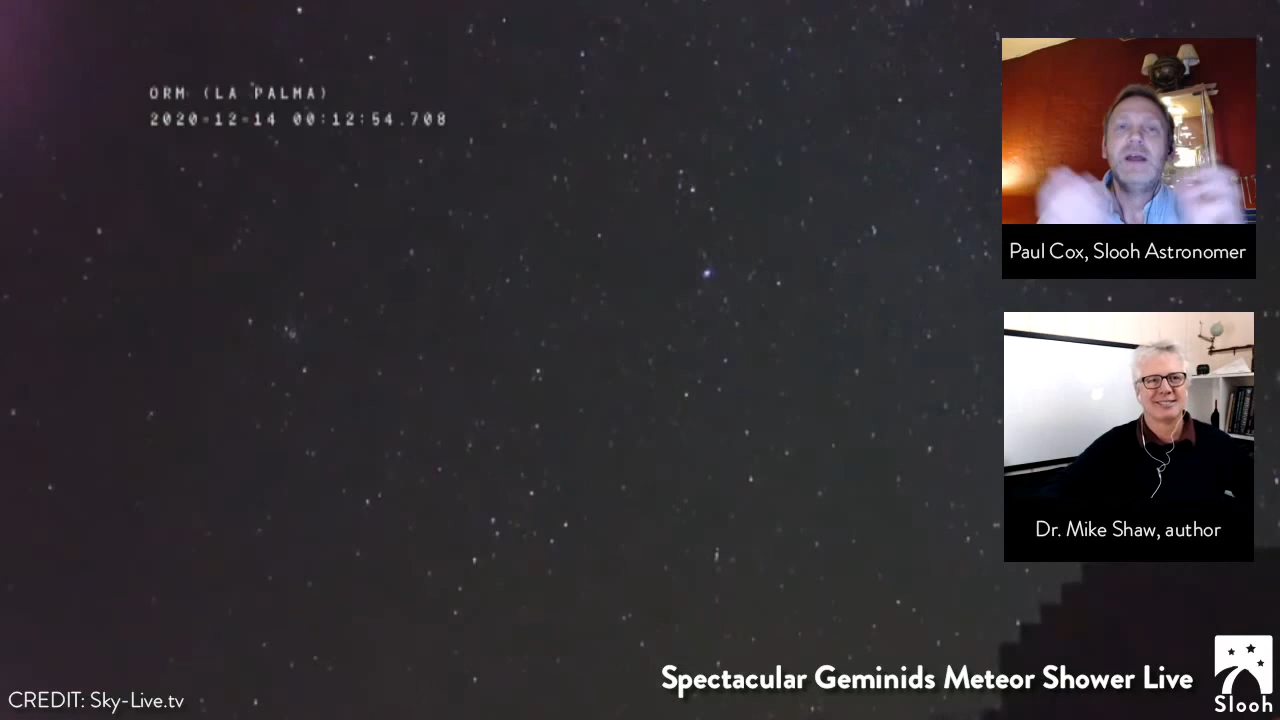 ORM (LA PALMA)
2020-12-14 00:12:54.708
Paul Cox, Slooh Astronomer
Dr. Mike Shaw, author
Spectacular Geminids Meteor Shower Live
Slooh
CREDIT: Sky-Live.tv